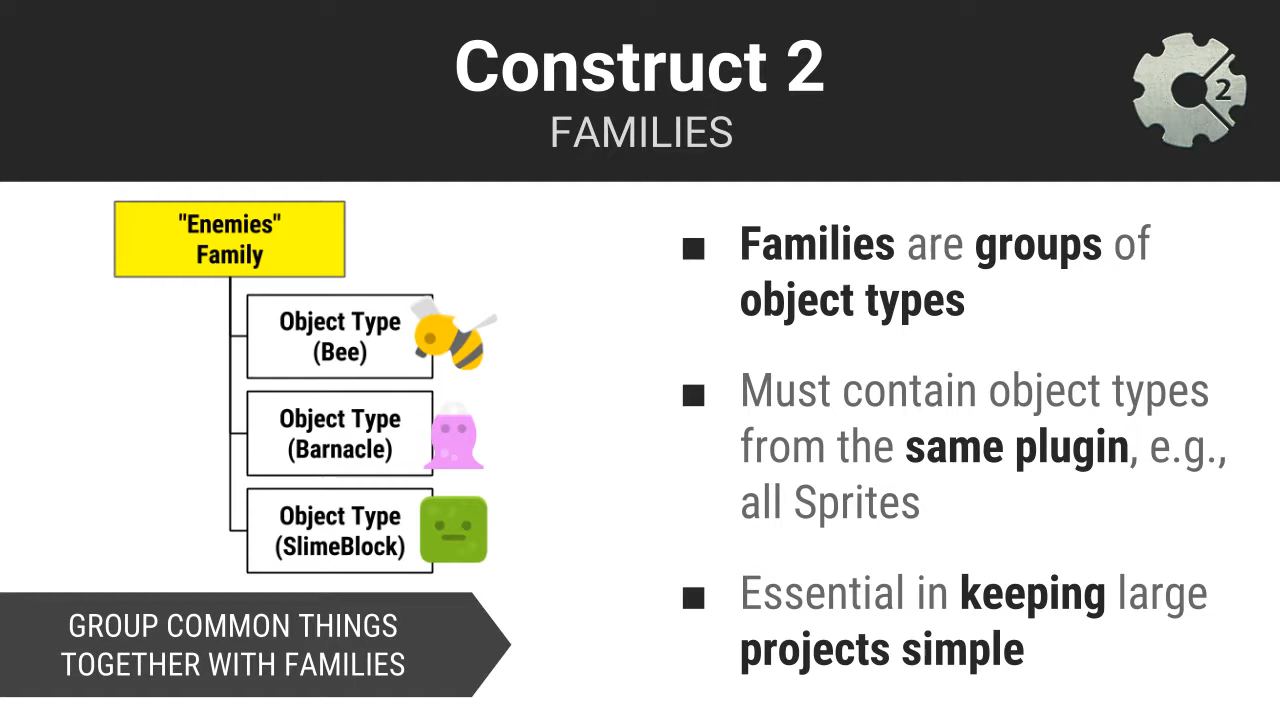 Construct 2
FAMILIES
2
"Enemies"
Family
Object Type
(Bee)
Object Type
(Barnacle)
Object Type
(SlimeBlock)
GROUP COMMON THINGS
TOGETHER WITH FAMILIES
■ Families are groups of
object types
■ Must contain object types
from the same plugin, e.g.,
all Sprites
■ Essential in keeping large
projects simple